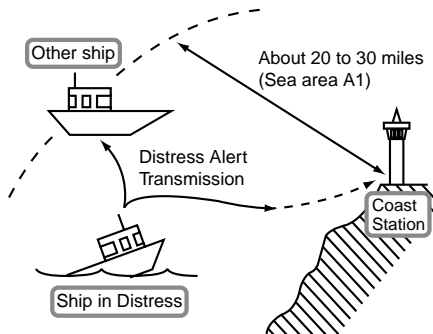 Other ship
About 20 to 30 miles
(Sea area A1)
Distress Alert
Transmission
Coast
Station
Ship in Distress